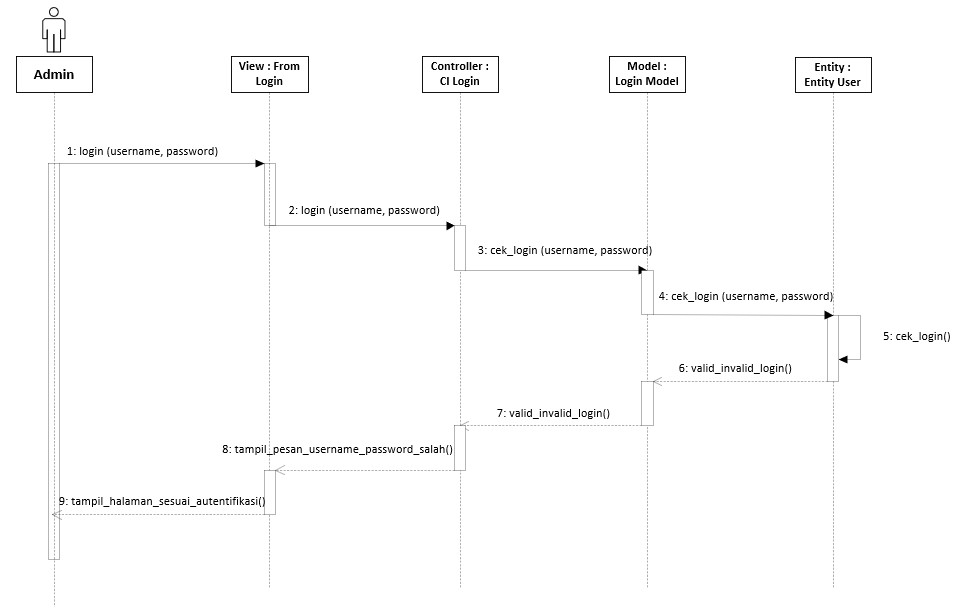 Admin
View : From
Login
Controller :
CI Login
Model :
Login Model
Entity :
Entity User
1: login (username, password)
2: login (username, password)
3: cek_login (username, password)
4: cek_login (username, password)
5: cek_login()
6: valid_invalid_login()
7: valid_invalid_login()
8: tampil_pesan_username_password_salah()
9: tampil_halaman_sesuai_autentifikasi()